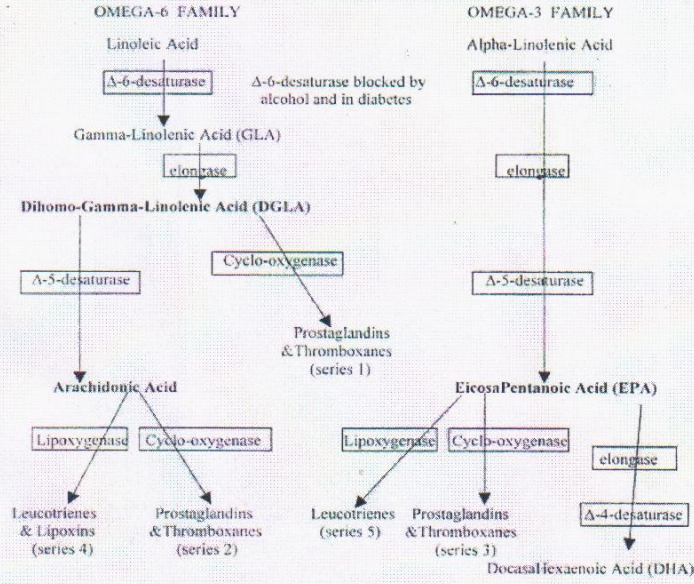 OMEGA-6 FAMILY
Linoleic Acid
Δ-6-desaturase
Δ-6-desaturase blocked by
alcohol and in diabetes
Gamma-Linolenic Acid (GLA)
elongase
Dihomo-Gamma-Linolenic Acid (DGLA)
Cyclo-oxygenase
Δ-5-desaturase
Prostaglandins
&Thromboxanes
(series 1)
Arachidonic Acid
Lipoxygenase
Cyclo-oxygenase
Leucotrienes
& Lipoxins
(series 4)
Prostaglandins
&Thromboxanes
(series 2)
OMEGA-3 FAMILY
Alpha-Linolenic Acid
Δ-6-desaturase
elongase
Δ-5-desaturase
EicosaPentanoic Acid (EPA)
Lipoxygenase
Cyclo-oxygenase
elongase
Leucotrienes
(series 5)
Prostaglandins
&Thromboxanes
(series 3)
Δ-4-desaturase
DocasaHexaenoic Acid (DHA)